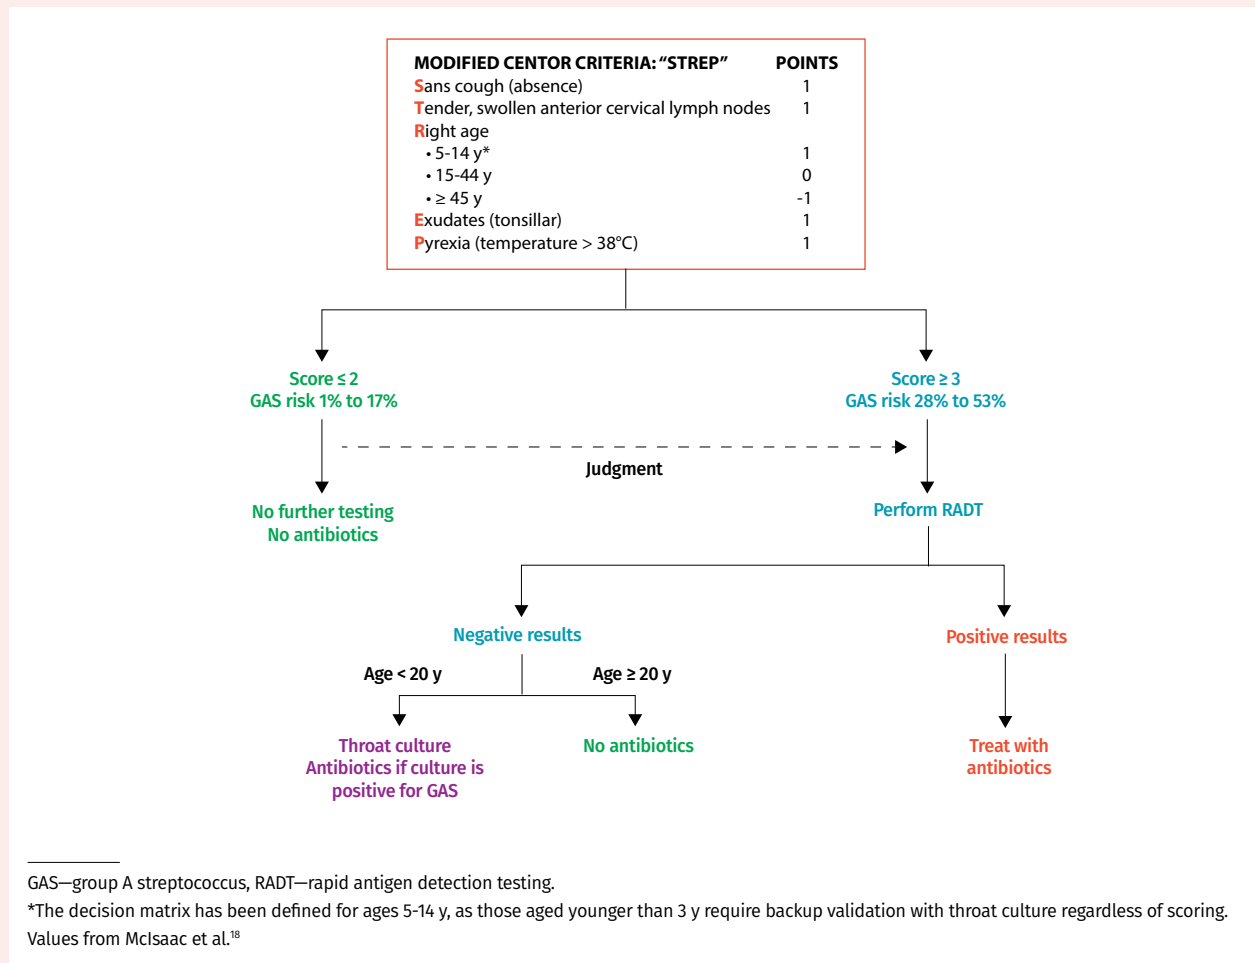 MODIFIED CENTOR CRITERIA: “STREP” POINTS
Sans cough (absence) 1
Tender, swollen anterior cervical lymph nodes 1
Right age
• 5-14 y* 1
• 15-44 y 0
• ≥ 45 y -1
Exudates (tonsillar) 1
Pyrexia (temperature > 38°C) 1
Score ≤ 2
GAS risk 1% to 17%
Score ≥ 3
GAS risk 28% to 53%
Judgment
No further testing
No antibiotics
Perform RADT
Negative results
Positive results
Age < 20 y
Age ≥ 20 y
Throat culture
Antibiotics if culture is
positive for GAS
No antibiotics
Treat with
antibiotics
GAS—group A streptococcus, RADT—rapid antigen detection testing.
*The decision matrix has been defined for ages 5-14 y, as those aged younger than 3 y require backup validation with throat culture regardless of scoring.
Values from McIsaac et al.18